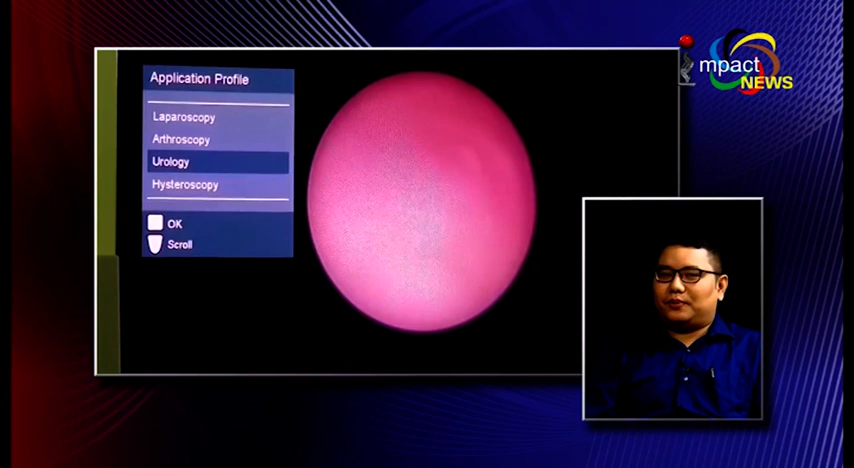 Application Profile
Laparoscopy
Arthroscopy
Urology
Hysteroscopy
OK
Scroll
mpact
NEWS